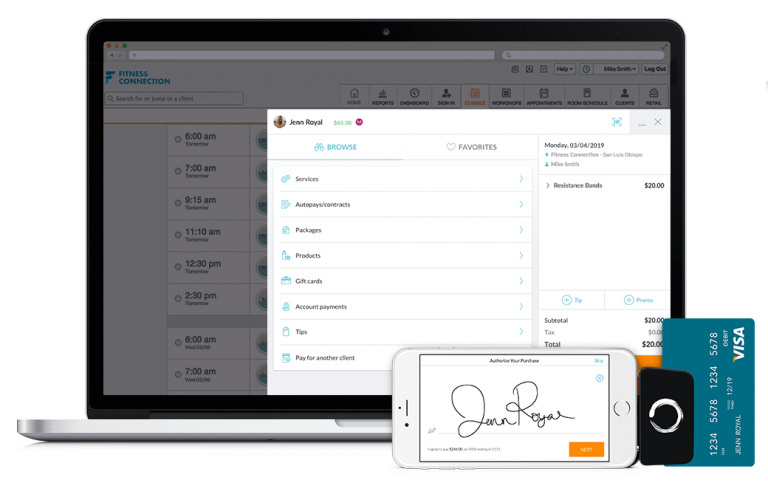 FITNESS
CONNECTION
Help
Mike Smith
Log Out
Search for or jump to a client
HOME
REPORTS
DASHBOARD
SIGN IN
CLASSES
WORKSHOPS
APPOINTMENTS
ROOM SCHEDULE
CLIENTS
RETAIL
6:00 am
Tomorrow
7:00 am
Tomorrow
9:15 am
Tomorrow
11:10 am
Tomorrow
12:30 pm
Tomorrow
2:30 pm
Tomorrow
6:00 am
Wed 03/06
7:00 am
Wed 03/06
Jenn Royal $65.00
BROWSE
FAVORITES
Services
Autopays/contracts
Packages
Products
Gift cards
Account payments
Tips
Pay for another client
Monday, 03/04/2019
Fitness Connection - San Luis Obispo
Mike Smith
Resistance Bands $20.00
Tip
Promo
Subtotal $20.00
Tax $0.00
Total $20.00
Authorize Your Purchase
Skip
Jenn Royal
NEXT
VISA
DEBIT
1234 5678 1234 5678
12/19
JENN ROYAL